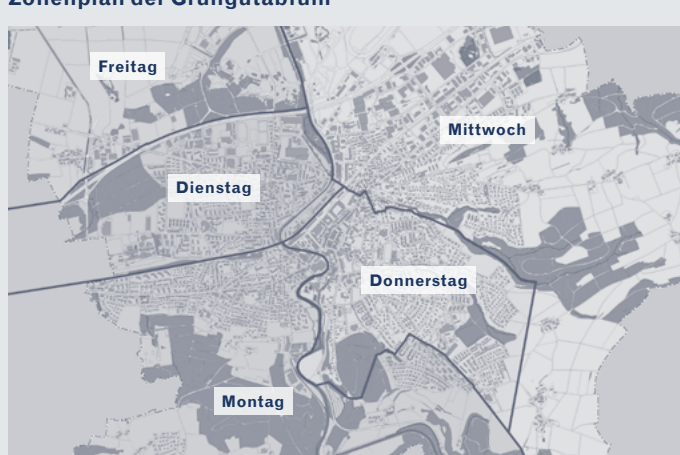 Zonenplan der Grüngutabfuhr
Freitag
Mittwoch
Dienstag
Donnerstag
Montag